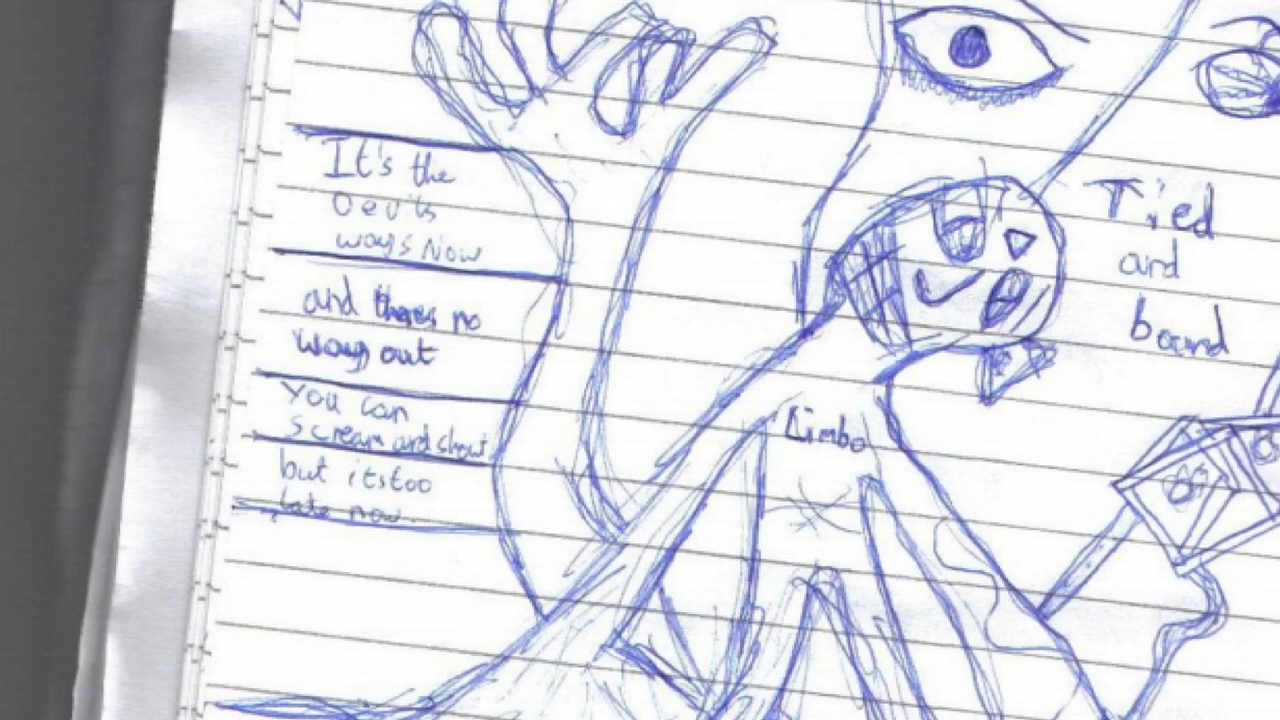 It's the
Devils
ways Now
and theres no
way out
You can
scream and shout
but its too
late now.
Tied
and
bound
Limbo